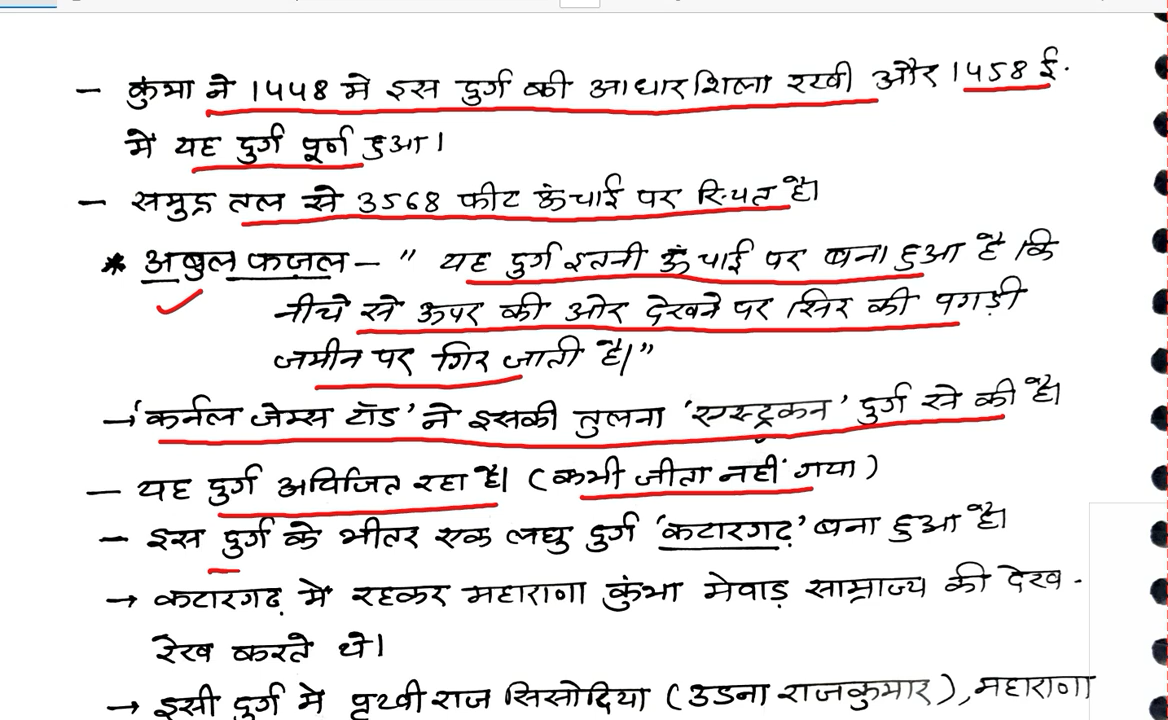 - कुंभा ने 1448 मे इस दुर्ग की आधारशिला रखी और 1458 ई.
में यह दुर्ग पूर्ण हुआ।
- समुद्र तल से 3568 फीट ऊंचाई पर स्थित है।
* अबुल फज़ल - " यह दुर्ग इतनी ऊंचाई पर बना हुआ है कि
नीचे से ऊपर की ओर देखने पर सिर की पगड़ी
जमीन पर गिर जाती है।"
→ 'कर्नल जेम्स टॉड' ने इसकी तुलना 'एस्ट्रूकन' दुर्ग से की है।
- यह दुर्ग अविजित रहा है। (कभी जीता नहीं गया)
- इस दुर्ग के भीतर एक लघु दुर्ग 'कटारगढ़' बना हुआ है।
→ कटारगढ़ में रहकर महाराणा कुंभा मेवाड़ साम्राज्य की देख -
रेख करते थे।
→ इसी दुर्ग मे पृथ्वीराज सिसोदिया (उडना राजकुमार), महाराणा